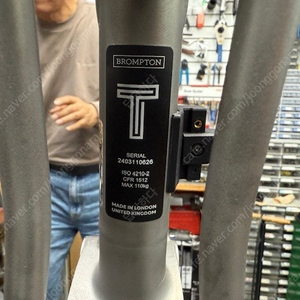 BROMPTON
T
SERIAL
2403110626
ISO 4210-2
CFR 1512
MAX 110kg
MADE IN LONDON
UNITED KINGDOM